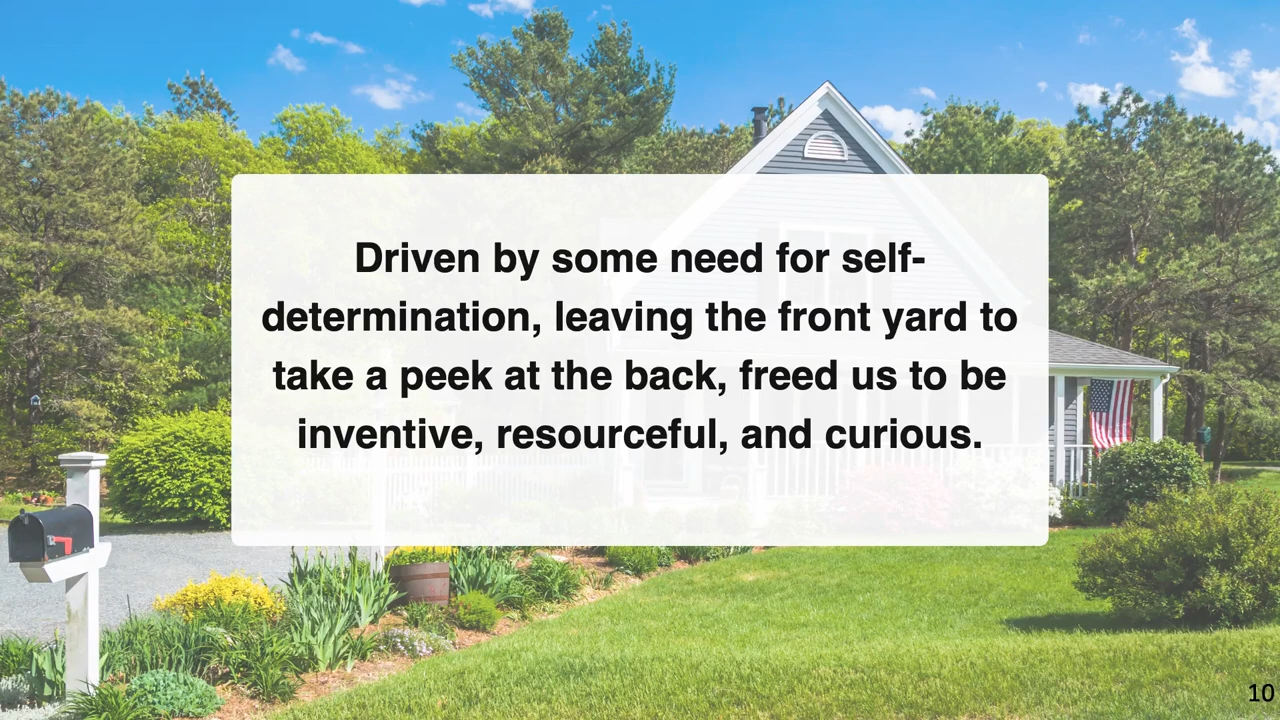 Driven by some need for self-
determination, leaving the front yard to
take a peek at the back, freed us to be
inventive, resourceful, and curious.
10